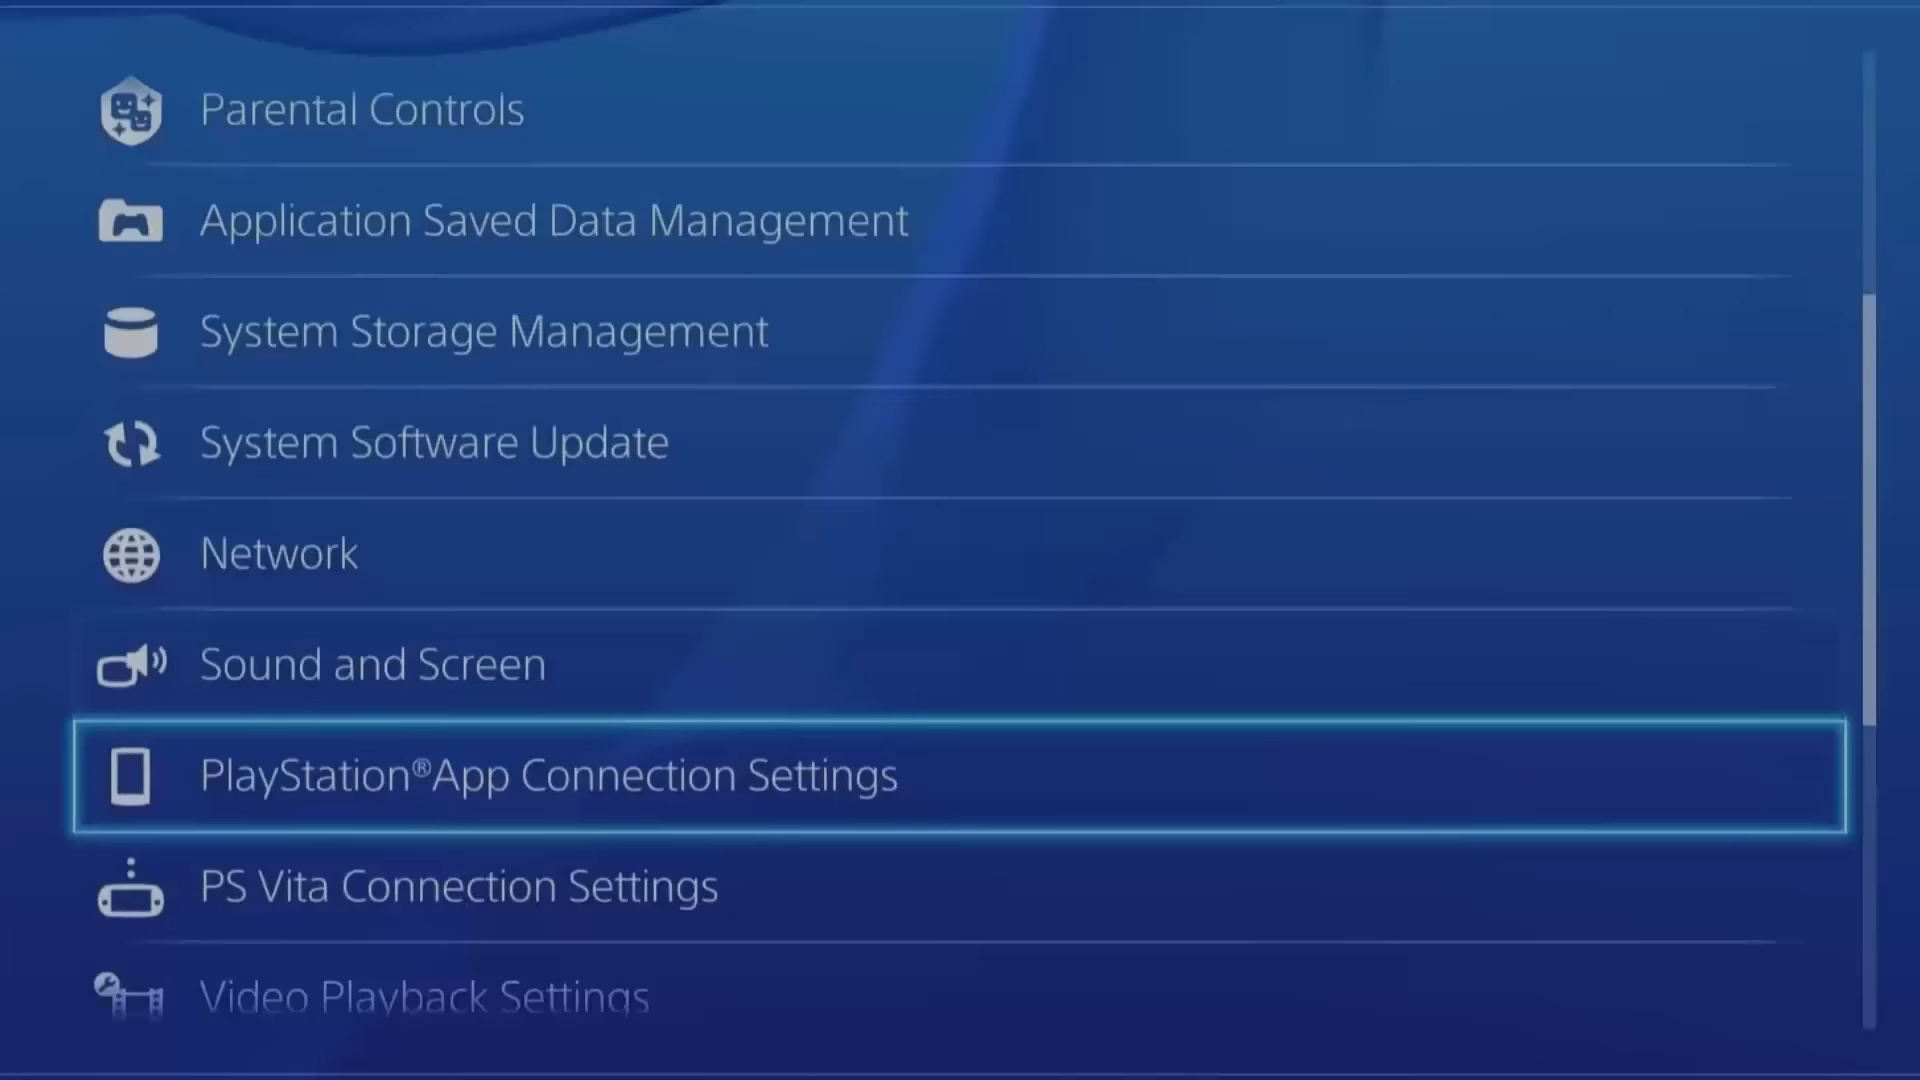 Parental Controls
Application Saved Data Management
System Storage Management
System Software Update
Network
Sound and Screen
PlayStation®App Connection Settings
PS Vita Connection Settings
Video Playback Settings